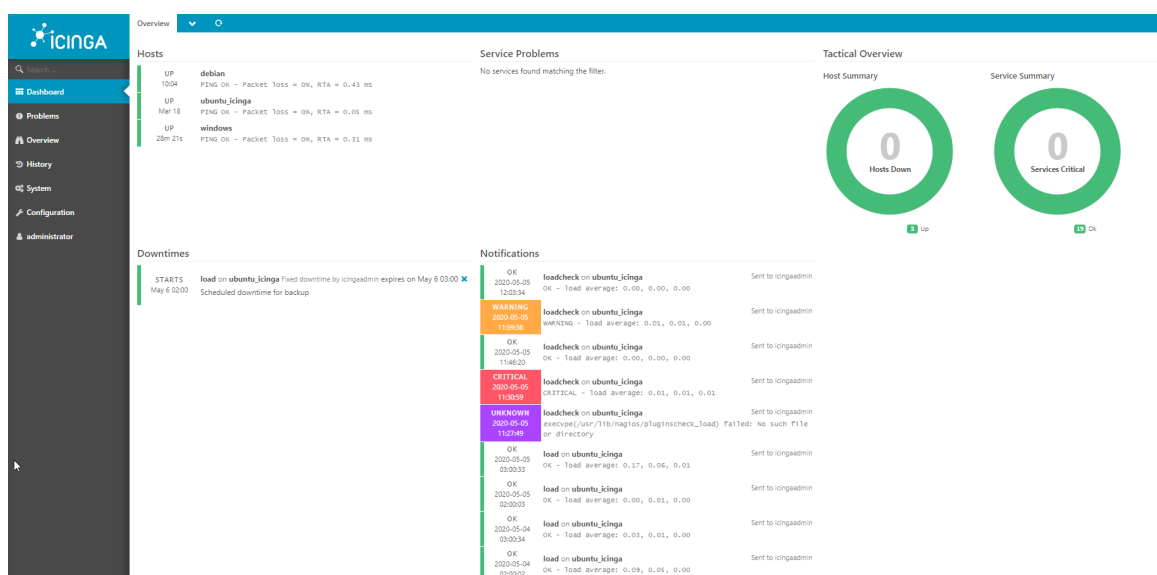 iCINGA
Search ...
Dashboard
Problems
Overview
History
System
Configuration
administrator
Overview
Hosts
UP
10:04
debian
PING OK - Packet loss = 0%, RTA = 0.43 ms
UP
Mar 18
ubuntu_icinga
PING OK - Packet loss = 0%, RTA = 0.05 ms
UP
28m 21s
windows
PING OK - Packet loss = 0%, RTA = 0.31 ms
Service Problems
No services found matching the filter.
Tactical Overview
Host Summary
0
Hosts Down
3 Up
Service Summary
0
Services Critical
19 Ok
Downtimes
STARTS
May 6 02:00
load on ubuntu_icinga Fixed downtime by icingaadmin expires on May 6 03:00
Scheduled downtime for backup
Notifications
OK
2020-05-05
12:03:34
loadcheck on ubuntu_icinga
Sent to icingaadmin
OK - load average: 0.00, 0.00, 0.00
WARNING
2020-05-05
11:59:38
loadcheck on ubuntu_icinga
Sent to icingaadmin
WARNING - load average: 0.01, 0.01, 0.00
OK
2020-05-05
11:46:20
loadcheck on ubuntu_icinga
Sent to icingaadmin
OK - load average: 0.00, 0.00, 0.00
CRITICAL
2020-05-05
11:30:59
loadcheck on ubuntu_icinga
Sent to icingaadmin
CRITICAL - load average: 0.01, 0.01, 0.01
UNKNOWN
2020-05-05
11:27:49
loadcheck on ubuntu_icinga
Sent to icingaadmin
execvpe(/usr/lib/nagios/pluginscheck_load) failed: No such file
or directory
OK
2020-05-05
03:00:33
load on ubuntu_icinga
Sent to icingaadmin
OK - load average: 0.17, 0.06, 0.01
OK
2020-05-05
02:00:03
load on ubuntu_icinga
Sent to icingaadmin
OK - load average: 0.00, 0.01, 0.00
OK
2020-05-04
03:00:34
load on ubuntu_icinga
Sent to icingaadmin
OK - load average: 0.03, 0.01, 0.00
OK
2020-05-04
02:00:02
load on ubuntu_icinga
Sent to icingaadmin
OK - load average: 0.09, 0.05, 0.00